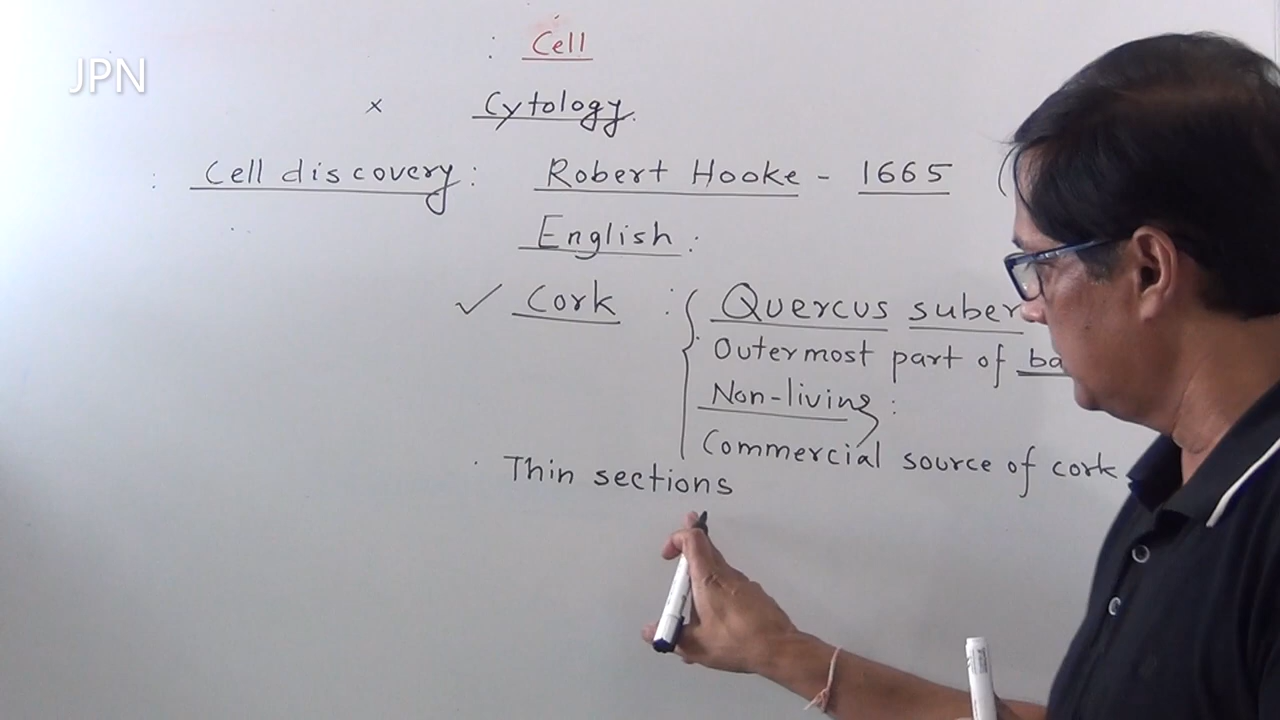 JPN
: Cell
x Cytology.
: Cell discovery: Robert Hooke - 1665 (
English :
✓ Cork : { Quercus suber
Outermost part of
Non-living :
Commercial source of cork
Thin sections